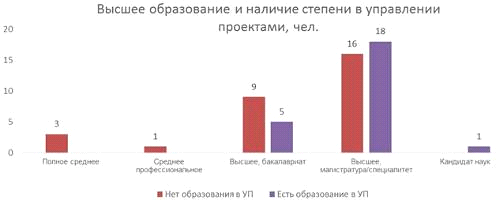 Высшее образование и наличие степени в управлении
проектами, чел.
20
15
10
5
0
3
1
9
5
16
18
1
Полное среднее
Среднее
профессиональное
Высшее, бакалавриат
Высшее,
магистратура/специалитет
Кандидат наук
Нет образования в УП
Есть образование в УП